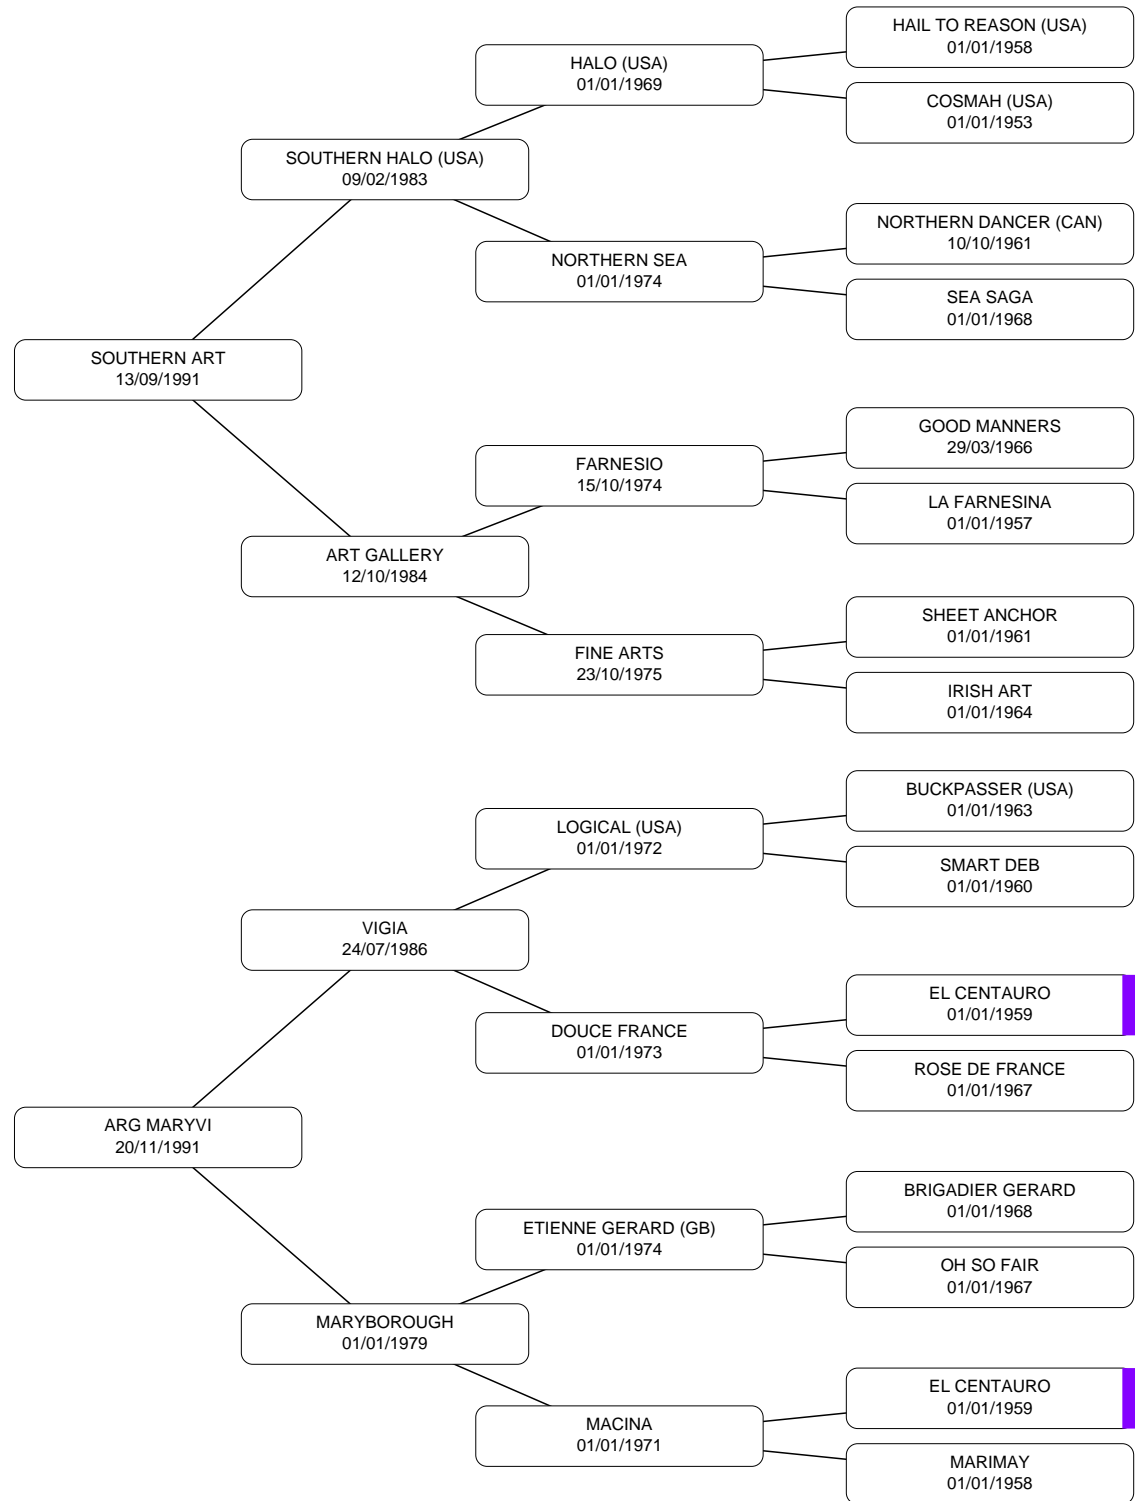 HAIL TO REASON (USA)
01/01/1958
HALO (USA)
01/01/1969
COSMAH (USA)
01/01/1953
SOUTHERN HALO (USA)
09/02/1983
NORTHERN DANCER (CAN)
10/10/1961
NORTHERN SEA
01/01/1974
SEA SAGA
01/01/1968
SOUTHERN ART
13/09/1991
GOOD MANNERS
29/03/1966
FARNESIO
15/10/1974
LA FARNESINA
01/01/1957
ART GALLERY
12/10/1984
SHEET ANCHOR
01/01/1961
FINE ARTS
23/10/1975
IRISH ART
01/01/1964
BUCKPASSER (USA)
01/01/1963
LOGICAL (USA)
01/01/1972
SMART DEB
01/01/1960
VIGIA
24/07/1986
EL CENTAURO
01/01/1959
DOUCE FRANCE
01/01/1973
ROSE DE FRANCE
01/01/1967
ARG MARYVI
20/11/1991
BRIGADIER GERARD
01/01/1968
ETIENNE GERARD (GB)
01/01/1974
OH SO FAIR
01/01/1967
MARYBOROUGH
01/01/1979
EL CENTAURO
01/01/1959
MACINA
01/01/1971
MARIMAY
01/01/1958